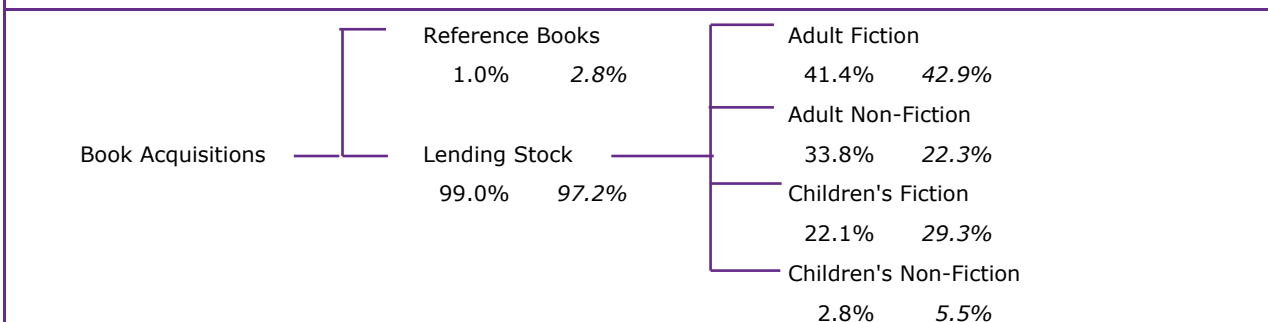 Reference Books Adult Fiction
1.0% 2.8% 41.4% 42.9%
Adult Non-Fiction
Book Acquisitions Lending Stock 33.8% 22.3%
99.0% 97.2% Children's Fiction
22.1% 29.3%
Children's Non-Fiction
2.8% 5.5%